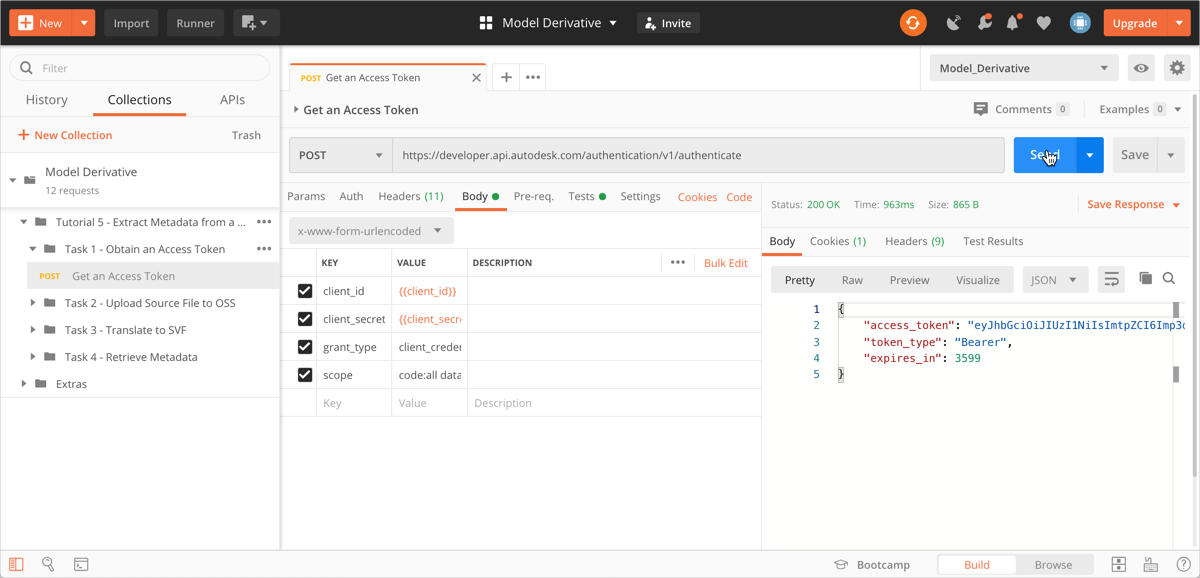 New
Import
Runner
Model Derivative
Invite
Upgrade
Filter
History
Collections
APIs
New Collection
Trash
Model Derivative
12 requests
Tutorial 5 - Extract Metadata from a ...
Task 1 - Obtain an Access Token
POST Get an Access Token
Task 2 - Upload Source File to OSS
Task 3 - Translate to SVF
Task 4 - Retrieve Metadata
Extras
POST Get an Access Token
Model_Derivative
Get an Access Token
Comments 0
Examples 0
POST
https://developer.api.autodesk.com/authentication/v1/authenticate
Send
Save
Params
Auth
Headers (11)
Body
Pre-req.
Tests
Settings
Cookies
Code
x-www-form-urlencoded
KEY VALUE DESCRIPTION
Bulk Edit
client_id {{client_id}}
client_secret {{client_secr
grant_type client_creder
scope code:all data
Key Value Description
Status: 200 OK Time: 963ms Size: 865 B
Save Response
Body
Cookies (1)
Headers (9)
Test Results
Pretty
Raw
Preview
Visualize
JSON
1 {
2 "access_token": "eyJhbGciOiJIUzI1NiIsImtpZCI6Imp3c
3 "token_type": "Bearer",
4 "expires_in": 3599
5 }
Bootcamp
Build
Browse